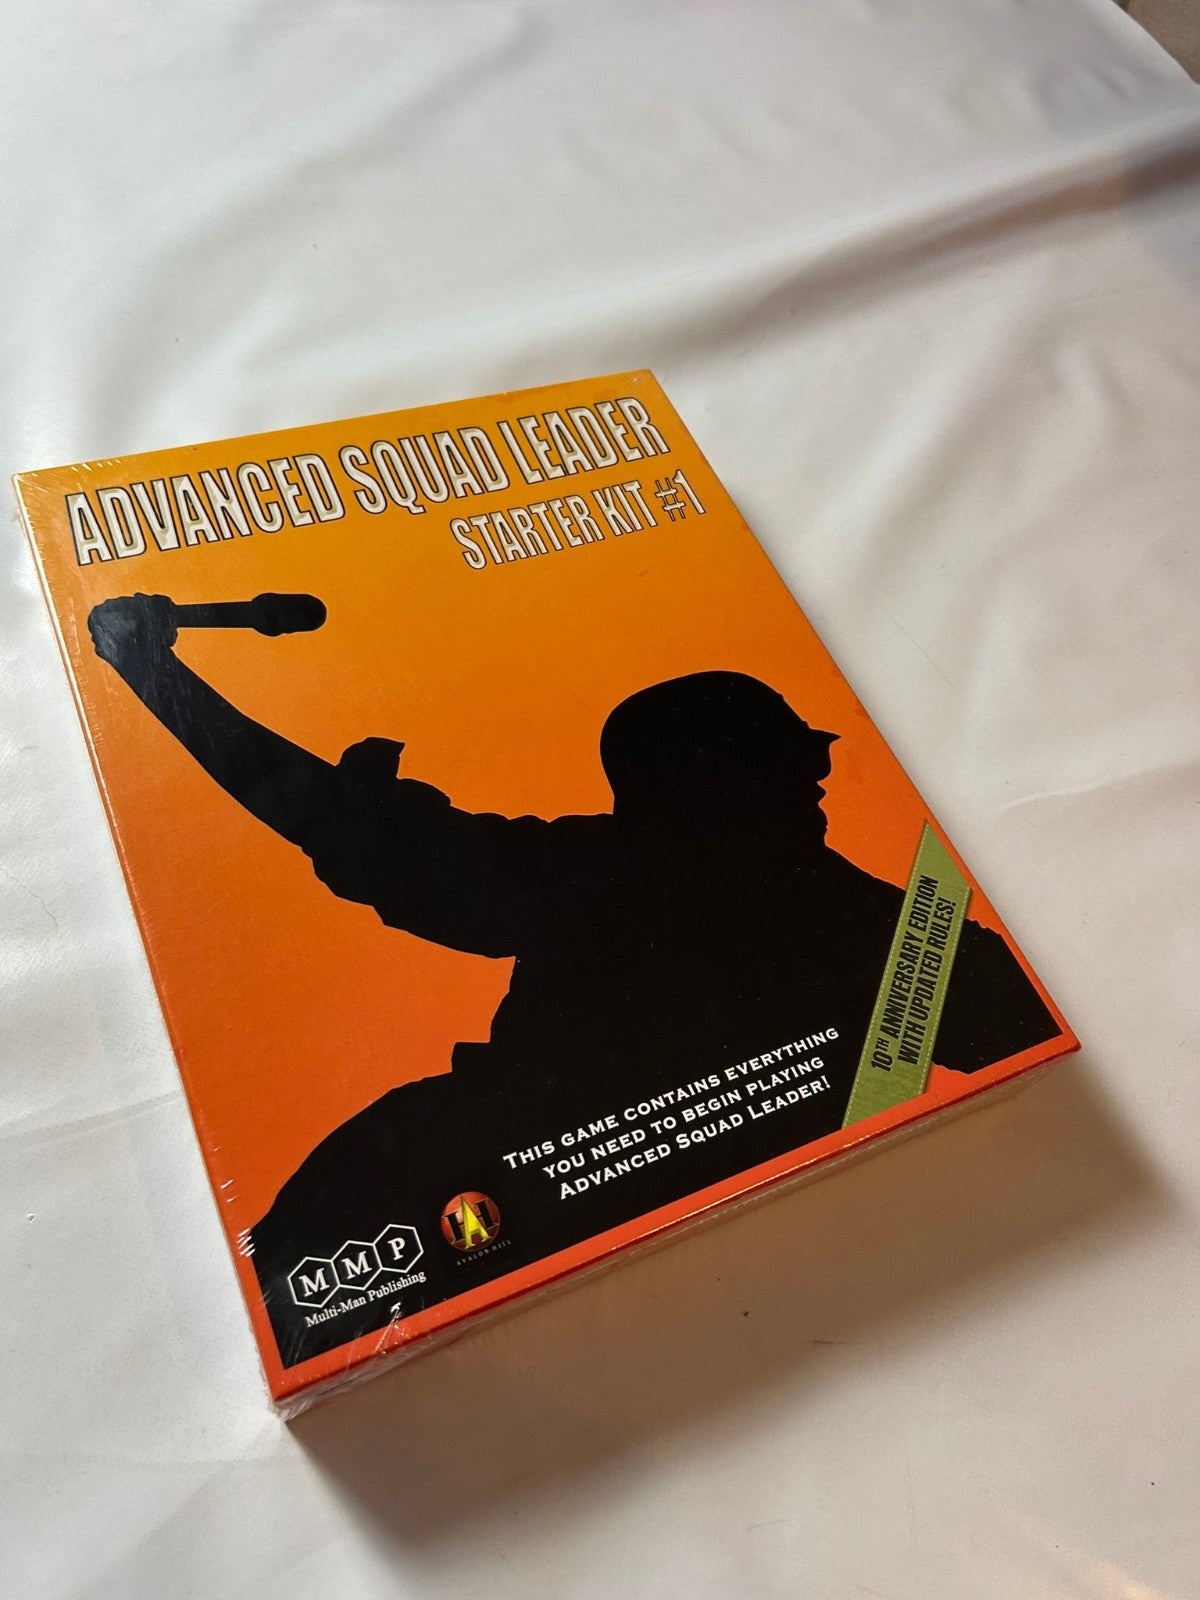 ADVANCED SQUAD LEADER
STARTER KIT #1
10TH ANNIVERSARY EDITION
WITH UPDATED RULES!
THIS GAME CONTAINS EVERYTHING
YOU NEED TO BEGIN PLAYING
ADVANCED SQUAD LEADER!
MMP
Multi-Man Publishing
AH
AVALON HILL